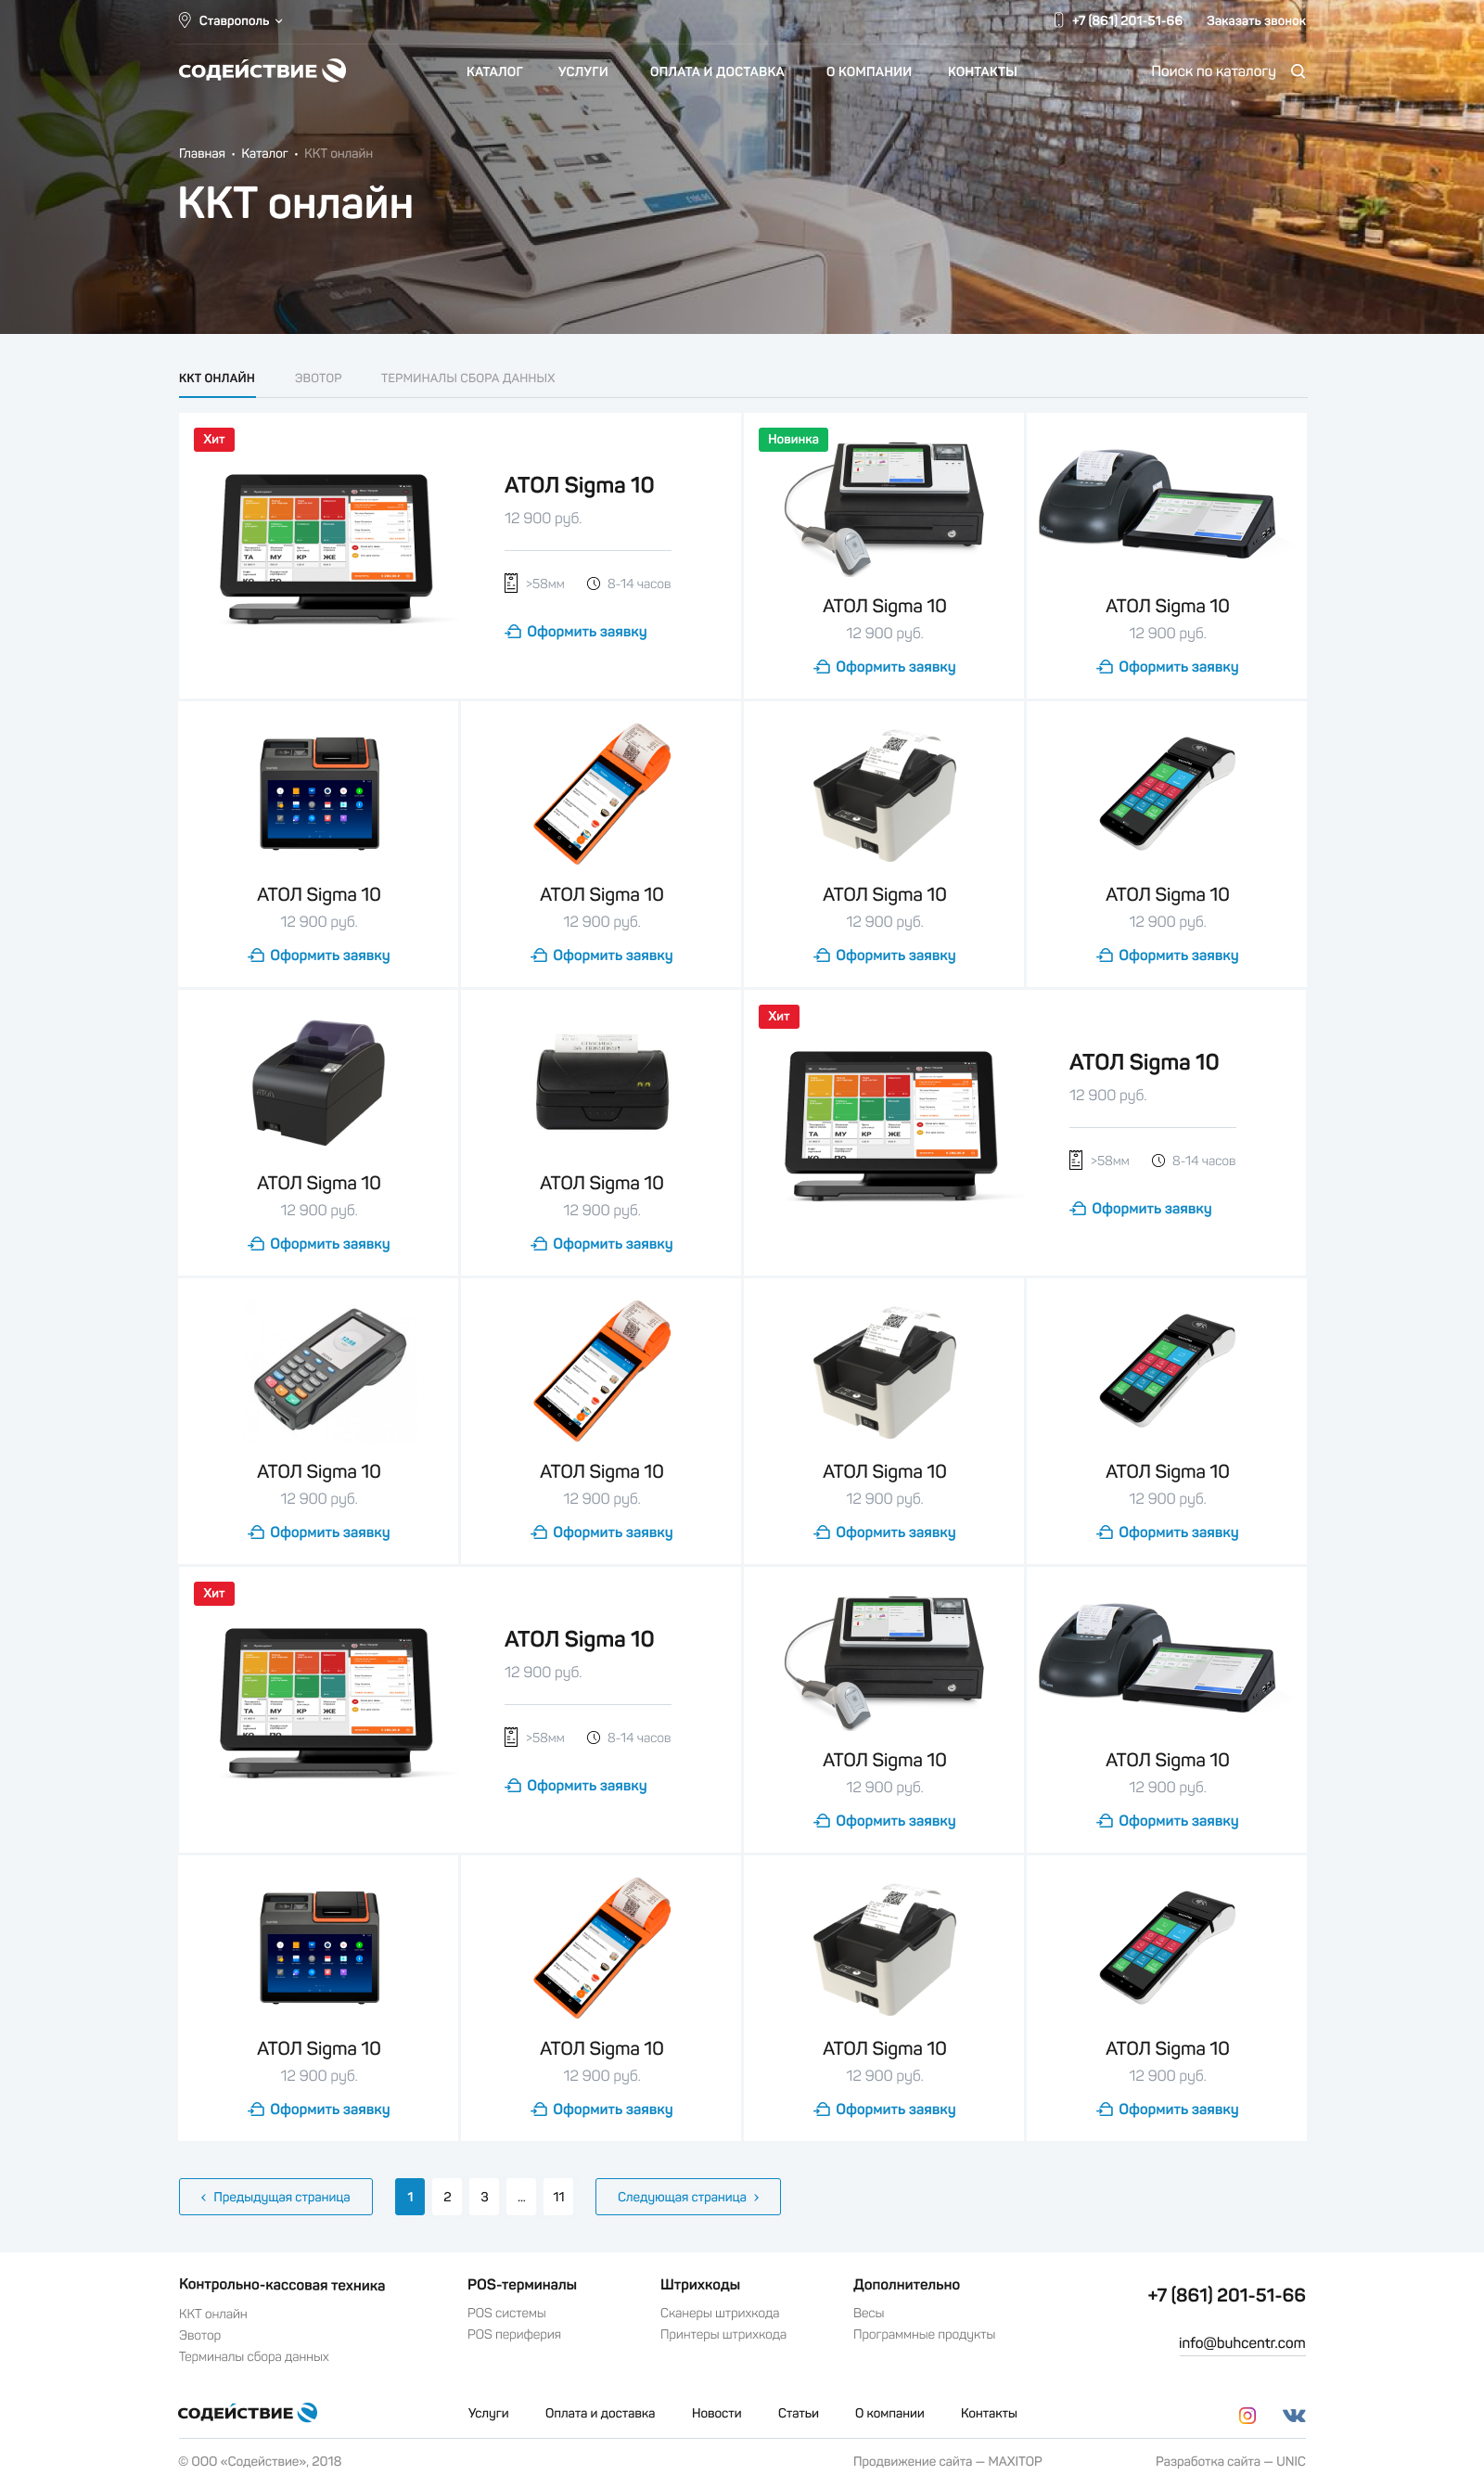 Ставрополь
+7 (861) 201-51-66
Заказать звонок
СОДЕЙСТВИЕ
КАТАЛОГ
УСЛУГИ
ОПЛАТА И ДОСТАВКА
О КОМПАНИИ
КОНТАКТЫ
Поиск по каталогу
Главная • Каталог • ККТ онлайн
ККТ онлайн
ККТ ОНЛАЙН
ЭВОТОР
ТЕРМИНАЛЫ СБОРА ДАННЫХ
Хит
АТОЛ Sigma 10
12 900 руб.
>58мм
8-14 часов
Оформить заявку
Новинка
АТОЛ Sigma 10
12 900 руб.
Оформить заявку
АТОЛ Sigma 10
12 900 руб.
Оформить заявку
АТОЛ Sigma 10
12 900 руб.
Оформить заявку
АТОЛ Sigma 10
12 900 руб.
Оформить заявку
АТОЛ Sigma 10
12 900 руб.
Оформить заявку
АТОЛ Sigma 10
12 900 руб.
Оформить заявку
АТОЛ Sigma 10
12 900 руб.
Оформить заявку
АТОЛ Sigma 10
12 900 руб.
Оформить заявку
Хит
АТОЛ Sigma 10
12 900 руб.
>58мм
8-14 часов
Оформить заявку
АТОЛ Sigma 10
12 900 руб.
Оформить заявку
АТОЛ Sigma 10
12 900 руб.
Оформить заявку
АТОЛ Sigma 10
12 900 руб.
Оформить заявку
АТОЛ Sigma 10
12 900 руб.
Оформить заявку
Хит
АТОЛ Sigma 10
12 900 руб.
>58мм
8-14 часов
Оформить заявку
АТОЛ Sigma 10
12 900 руб.
Оформить заявку
АТОЛ Sigma 10
12 900 руб.
Оформить заявку
АТОЛ Sigma 10
12 900 руб.
Оформить заявку
АТОЛ Sigma 10
12 900 руб.
Оформить заявку
АТОЛ Sigma 10
12 900 руб.
Оформить заявку
АТОЛ Sigma 10
12 900 руб.
Оформить заявку
‹ Предыдущая страница
1
2
3
...
11
Следующая страница ›
Контрольно-кассовая техника
ККТ онлайн
Эвотор
Терминалы сбора данных
POS-терминалы
POS системы
POS периферия
Штрихкоды
Сканеры штрихкода
Принтеры штрихкода
Дополнительно
Весы
Программные продукты
+7 (861) 201-51-66
info@buhcentr.com
СОДЕЙСТВИЕ
Услуги
Оплата и доставка
Новости
Статьи
О компании
Контакты
© ООО «Содействие», 2018
Продвижение сайта — MAXITOP
Разработка сайта — UNIC